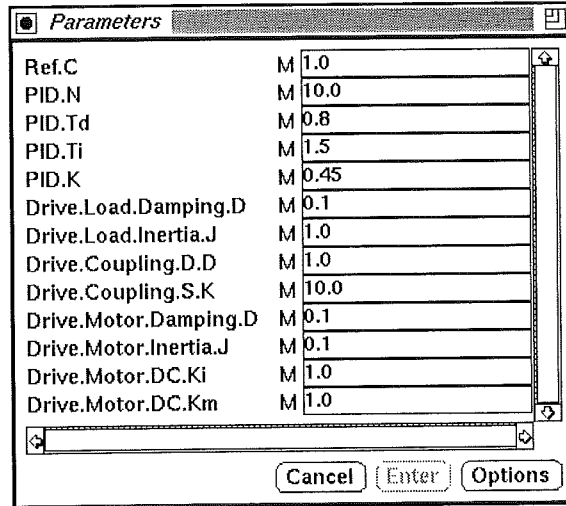 Parameters
Ref.C M 1.0
PID.N M 10.0
PID.Td M 0.8
PID.Ti M 1.5
PID.K M 0.45
Drive.Load.Damping.D M 0.1
Drive.Load.Inertia.J M 1.0
Drive.Coupling.D.D M 1.0
Drive.Coupling.S.K M 10.0
Drive.Motor.Damping.D M 0.1
Drive.Motor.Inertia.J M 0.1
Drive.Motor.DC.Ki M 1.0
Drive.Motor.DC.Km M 1.0
Cancel Enter Options